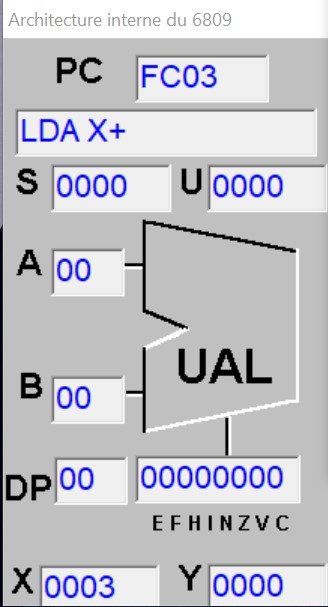 Architecture interne du 6809
PC FC03
LDA X+
S 0000 U 0000
A 00
UAL
B 00
DP 00 00000000
E F H I N Z V C
X 0003 Y 0000